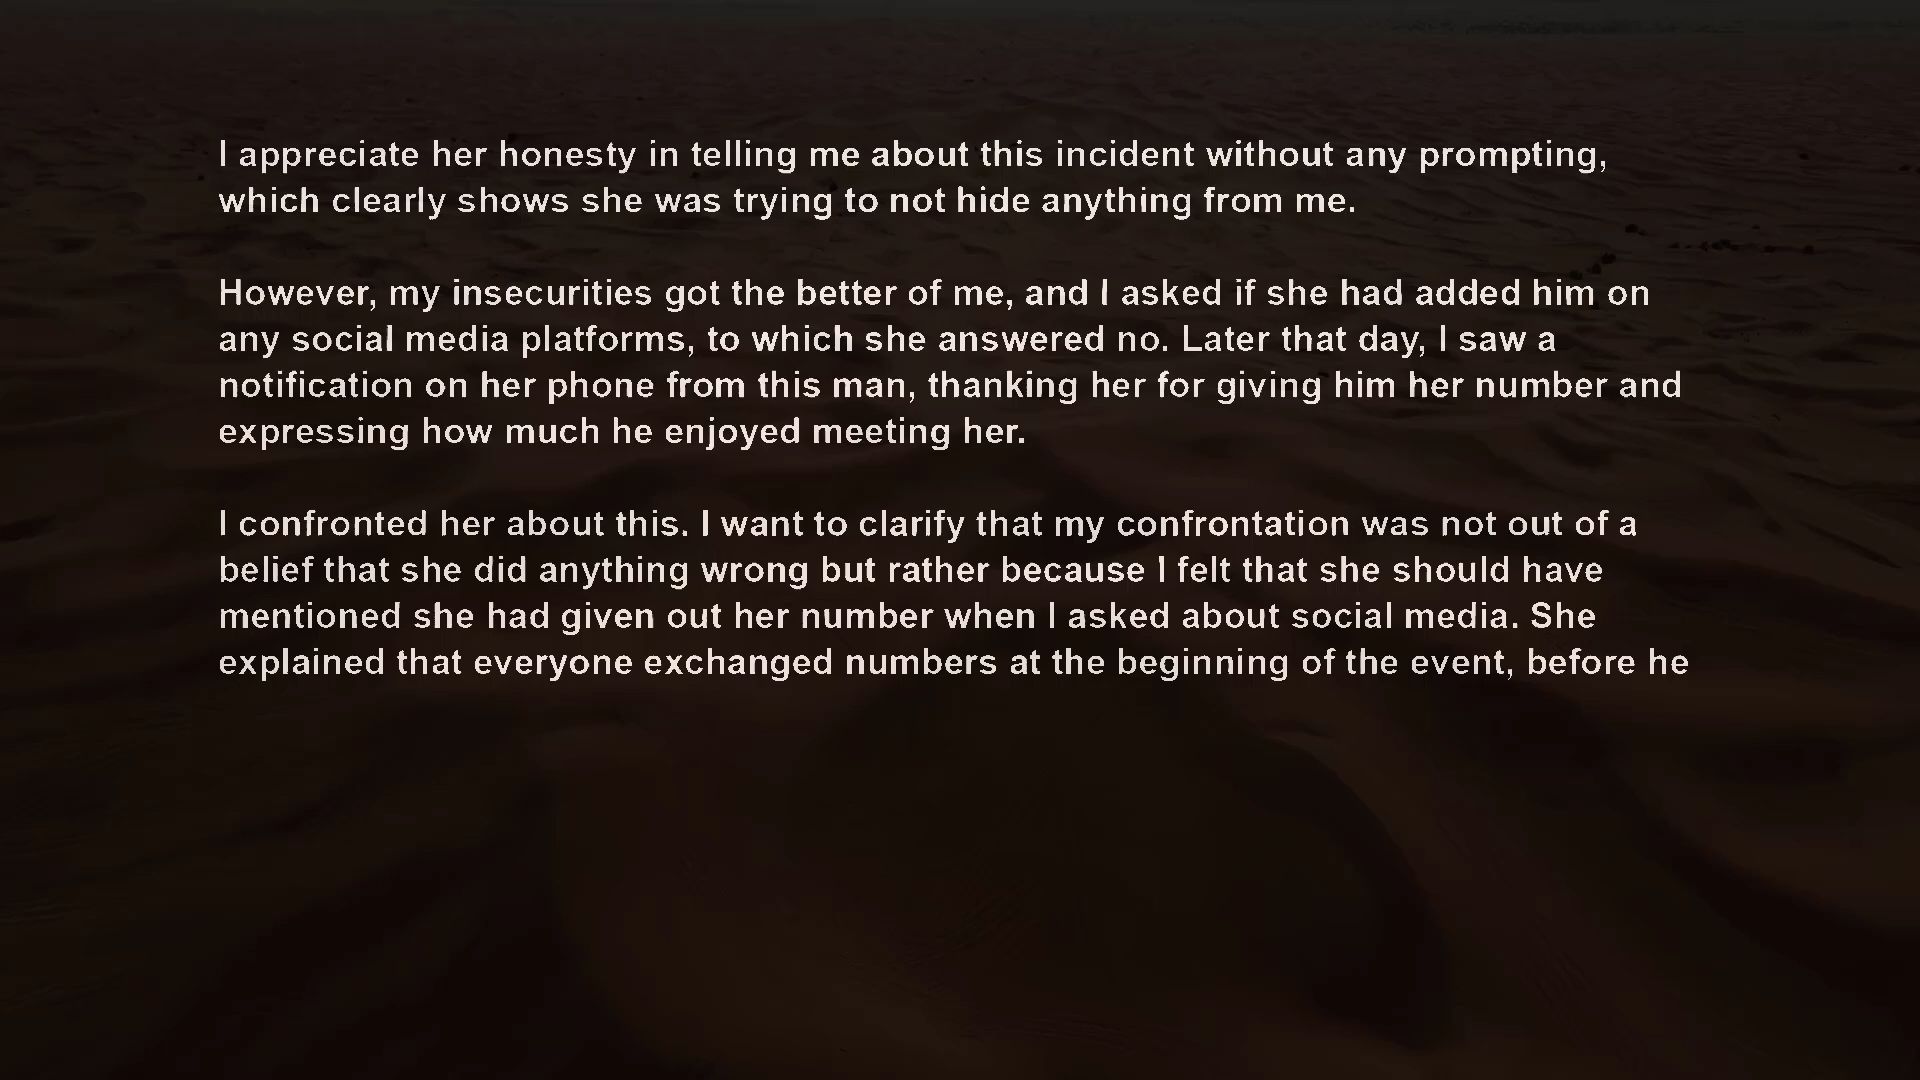 I appreciate her honesty in telling me about this incident without any prompting,
which clearly shows she was trying to not hide anything from me.
However, my insecurities got the better of me, and I asked if she had added him on
any social media platforms, to which she answered no. Later that day, I saw a
notification on her phone from this man, thanking her for giving him her number and
expressing how much he enjoyed meeting her.
I confronted her about this. I want to clarify that my confrontation was not out of a
belief that she did anything wrong but rather because I felt that she should have
mentioned she had given out her number when I asked about social media. She
explained that everyone exchanged numbers at the beginning of the event, before he